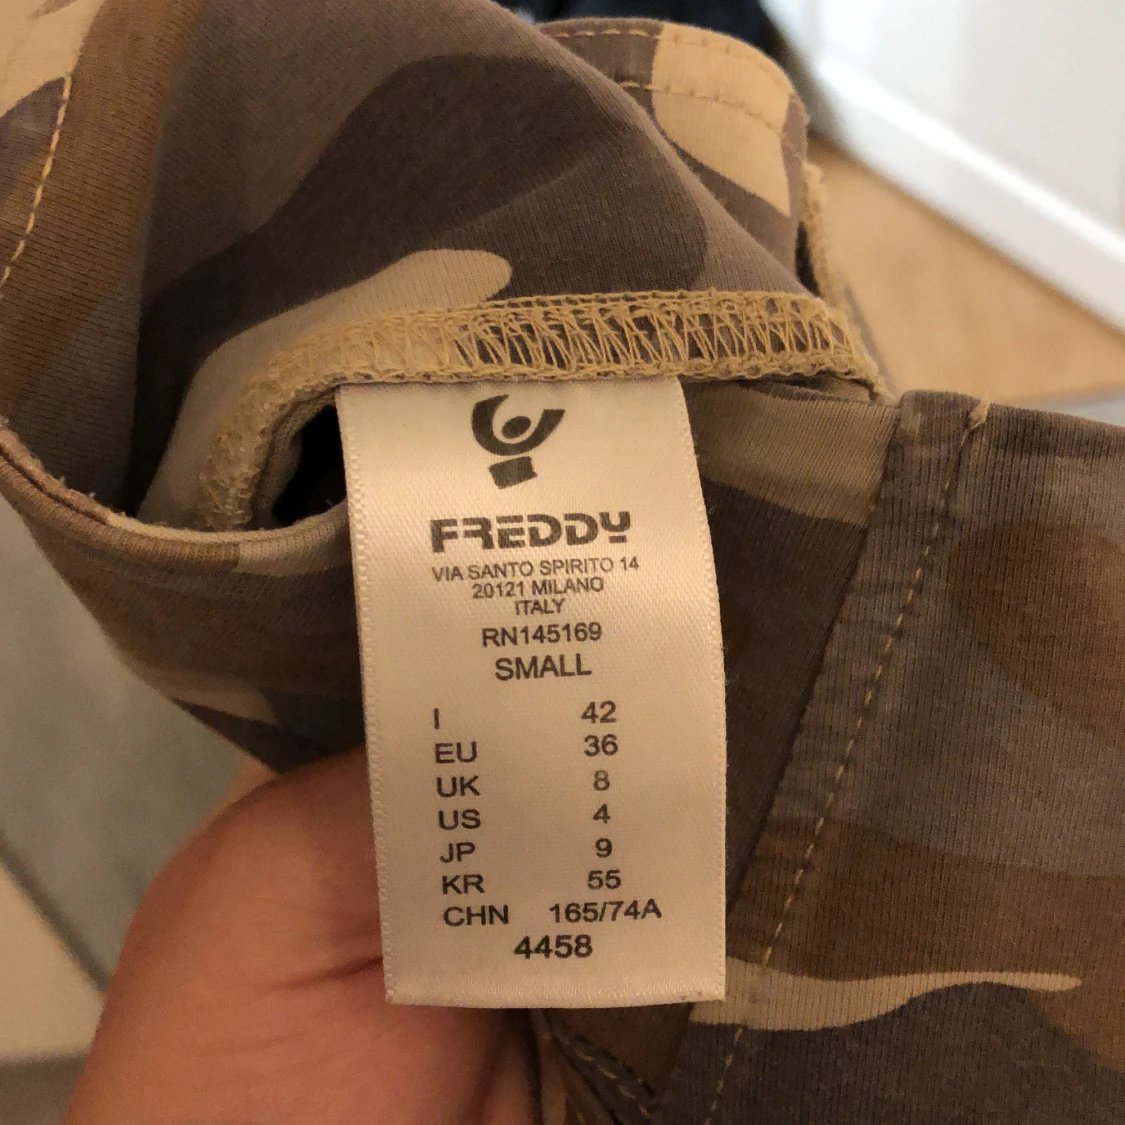 FREDDY
VIA SANTO SPIRITO 14
20121 MILANO
ITALY
RN145169
SMALL
I 42
EU 36
UK 8
US 4
JP 9
KR 55
CHN 165/74A
4458